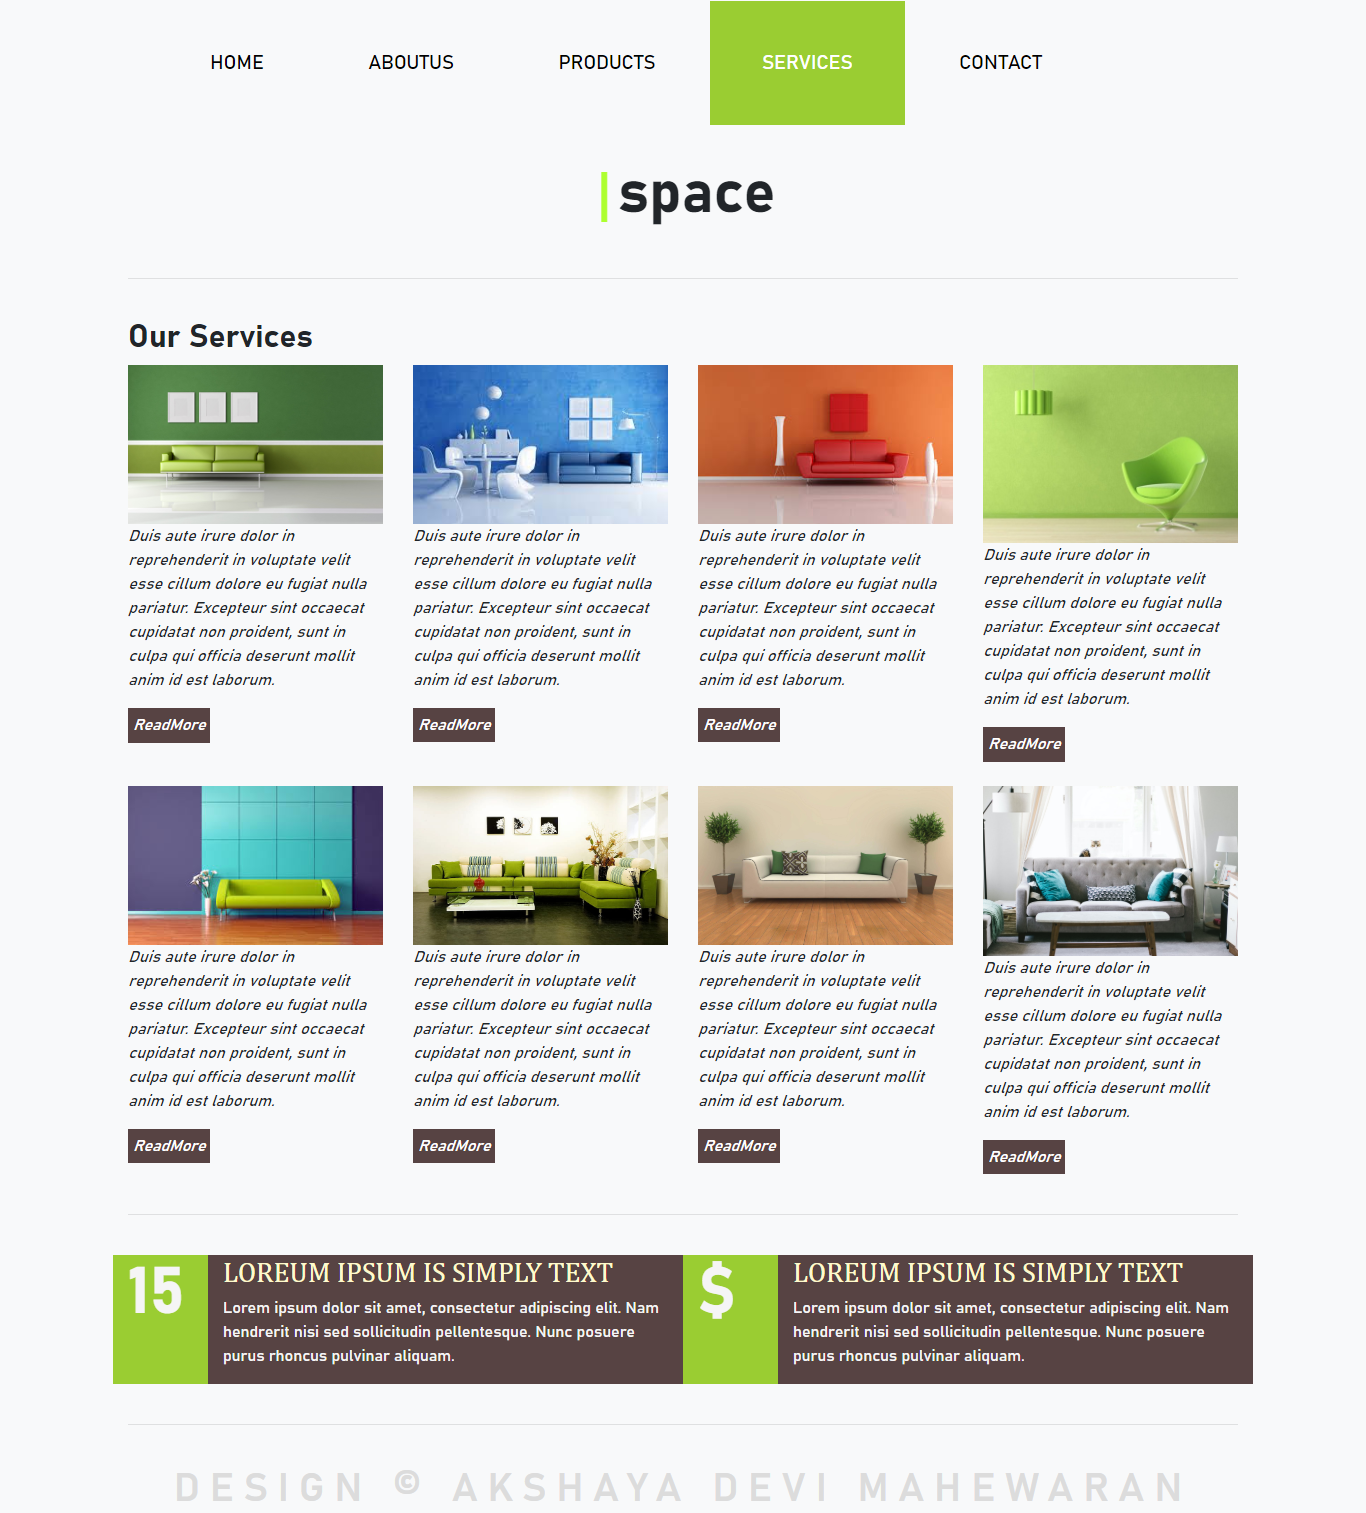 HOME ABOUTUS PRODUCTS SERVICES CONTACT
|space
Our Services
Duis aute irure dolor in
reprehenderit in voluptate velit
esse cillum dolore eu fugiat nulla
pariatur. Excepteur sint occaecat
cupidatat non proident, sunt in
culpa qui officia deserunt mollit
anim id est laborum.
ReadMore
Duis aute irure dolor in
reprehenderit in voluptate velit
esse cillum dolore eu fugiat nulla
pariatur. Excepteur sint occaecat
cupidatat non proident, sunt in
culpa qui officia deserunt mollit
anim id est laborum.
ReadMore
Duis aute irure dolor in
reprehenderit in voluptate velit
esse cillum dolore eu fugiat nulla
pariatur. Excepteur sint occaecat
cupidatat non proident, sunt in
culpa qui officia deserunt mollit
anim id est laborum.
ReadMore
Duis aute irure dolor in
reprehenderit in voluptate velit
esse cillum dolore eu fugiat nulla
pariatur. Excepteur sint occaecat
cupidatat non proident, sunt in
culpa qui officia deserunt mollit
anim id est laborum.
ReadMore
Duis aute irure dolor in
reprehenderit in voluptate velit
esse cillum dolore eu fugiat nulla
pariatur. Excepteur sint occaecat
cupidatat non proident, sunt in
culpa qui officia deserunt mollit
anim id est laborum.
ReadMore
Duis aute irure dolor in
reprehenderit in voluptate velit
esse cillum dolore eu fugiat nulla
pariatur. Excepteur sint occaecat
cupidatat non proident, sunt in
culpa qui officia deserunt mollit
anim id est laborum.
ReadMore
Duis aute irure dolor in
reprehenderit in voluptate velit
esse cillum dolore eu fugiat nulla
pariatur. Excepteur sint occaecat
cupidatat non proident, sunt in
culpa qui officia deserunt mollit
anim id est laborum.
ReadMore
Duis aute irure dolor in
reprehenderit in voluptate velit
esse cillum dolore eu fugiat nulla
pariatur. Excepteur sint occaecat
cupidatat non proident, sunt in
culpa qui officia deserunt mollit
anim id est laborum.
ReadMore
15
LOREUM IPSUM IS SIMPLY TEXT
Lorem ipsum dolor sit amet, consectetur adipiscing elit. Nam
hendrerit nisi sed sollicitudin pellentesque. Nunc posuere
purus rhoncus pulvinar aliquam.
$
LOREUM IPSUM IS SIMPLY TEXT
Lorem ipsum dolor sit amet, consectetur adipiscing elit. Nam
hendrerit nisi sed sollicitudin pellentesque. Nunc posuere
purus rhoncus pulvinar aliquam.
DESIGN © AKSHAYA DEVI MAHEWARAN